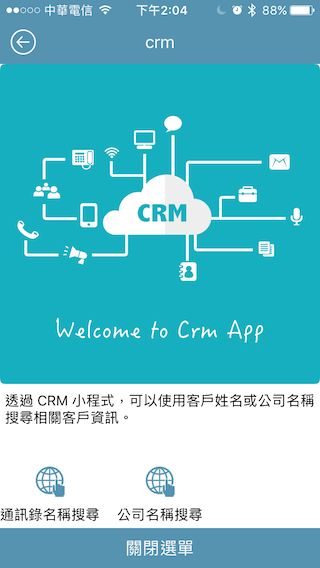 中華電信 下午2:04 88%
crm
CRM
Welcome to Crm App
透過 CRM 小程式，可以使用客戶姓名或公司名稱
搜尋相關客戶資訊。
通訊錄名稱搜尋 公司名稱搜尋
關閉選單